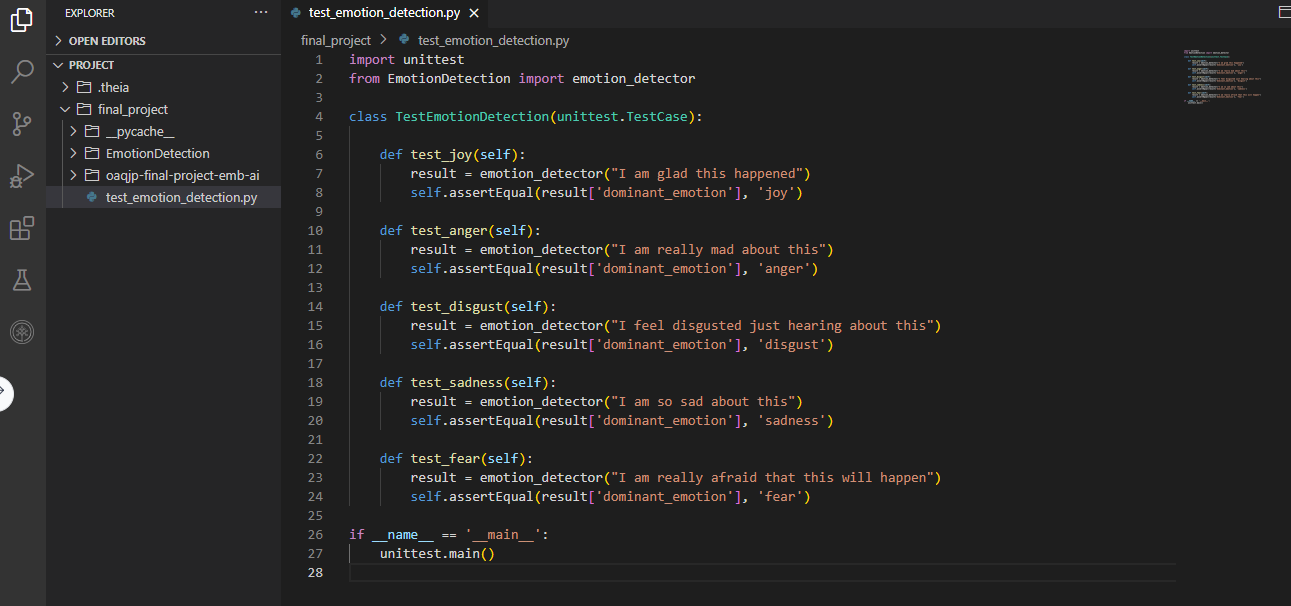 EXPLORER
OPEN EDITORS
PROJECT
.theia
final_project
__pycache__
EmotionDetection
oaqjp-final-project-emb-ai
test_emotion_detection.py
test_emotion_detection.py
final_project > test_emotion_detection.py
1 import unittest
2 from EmotionDetection import emotion_detector
3
4 class TestEmotionDetection(unittest.TestCase):
5
6     def test_joy(self):
7         result = emotion_detector("I am glad this happened")
8         self.assertEqual(result['dominant_emotion'], 'joy')
9
10     def test_anger(self):
11         result = emotion_detector("I am really mad about this")
12         self.assertEqual(result['dominant_emotion'], 'anger')
13
14     def test_disgust(self):
15         result = emotion_detector("I feel disgusted just hearing about this")
16         self.assertEqual(result['dominant_emotion'], 'disgust')
17
18     def test_sadness(self):
19         result = emotion_detector("I am so sad about this")
20         self.assertEqual(result['dominant_emotion'], 'sadness')
21
22     def test_fear(self):
23         result = emotion_detector("I am really afraid that this will happen")
24         self.assertEqual(result['dominant_emotion'], 'fear')
25
26 if __name__ == '__main__':
27     unittest.main()
28